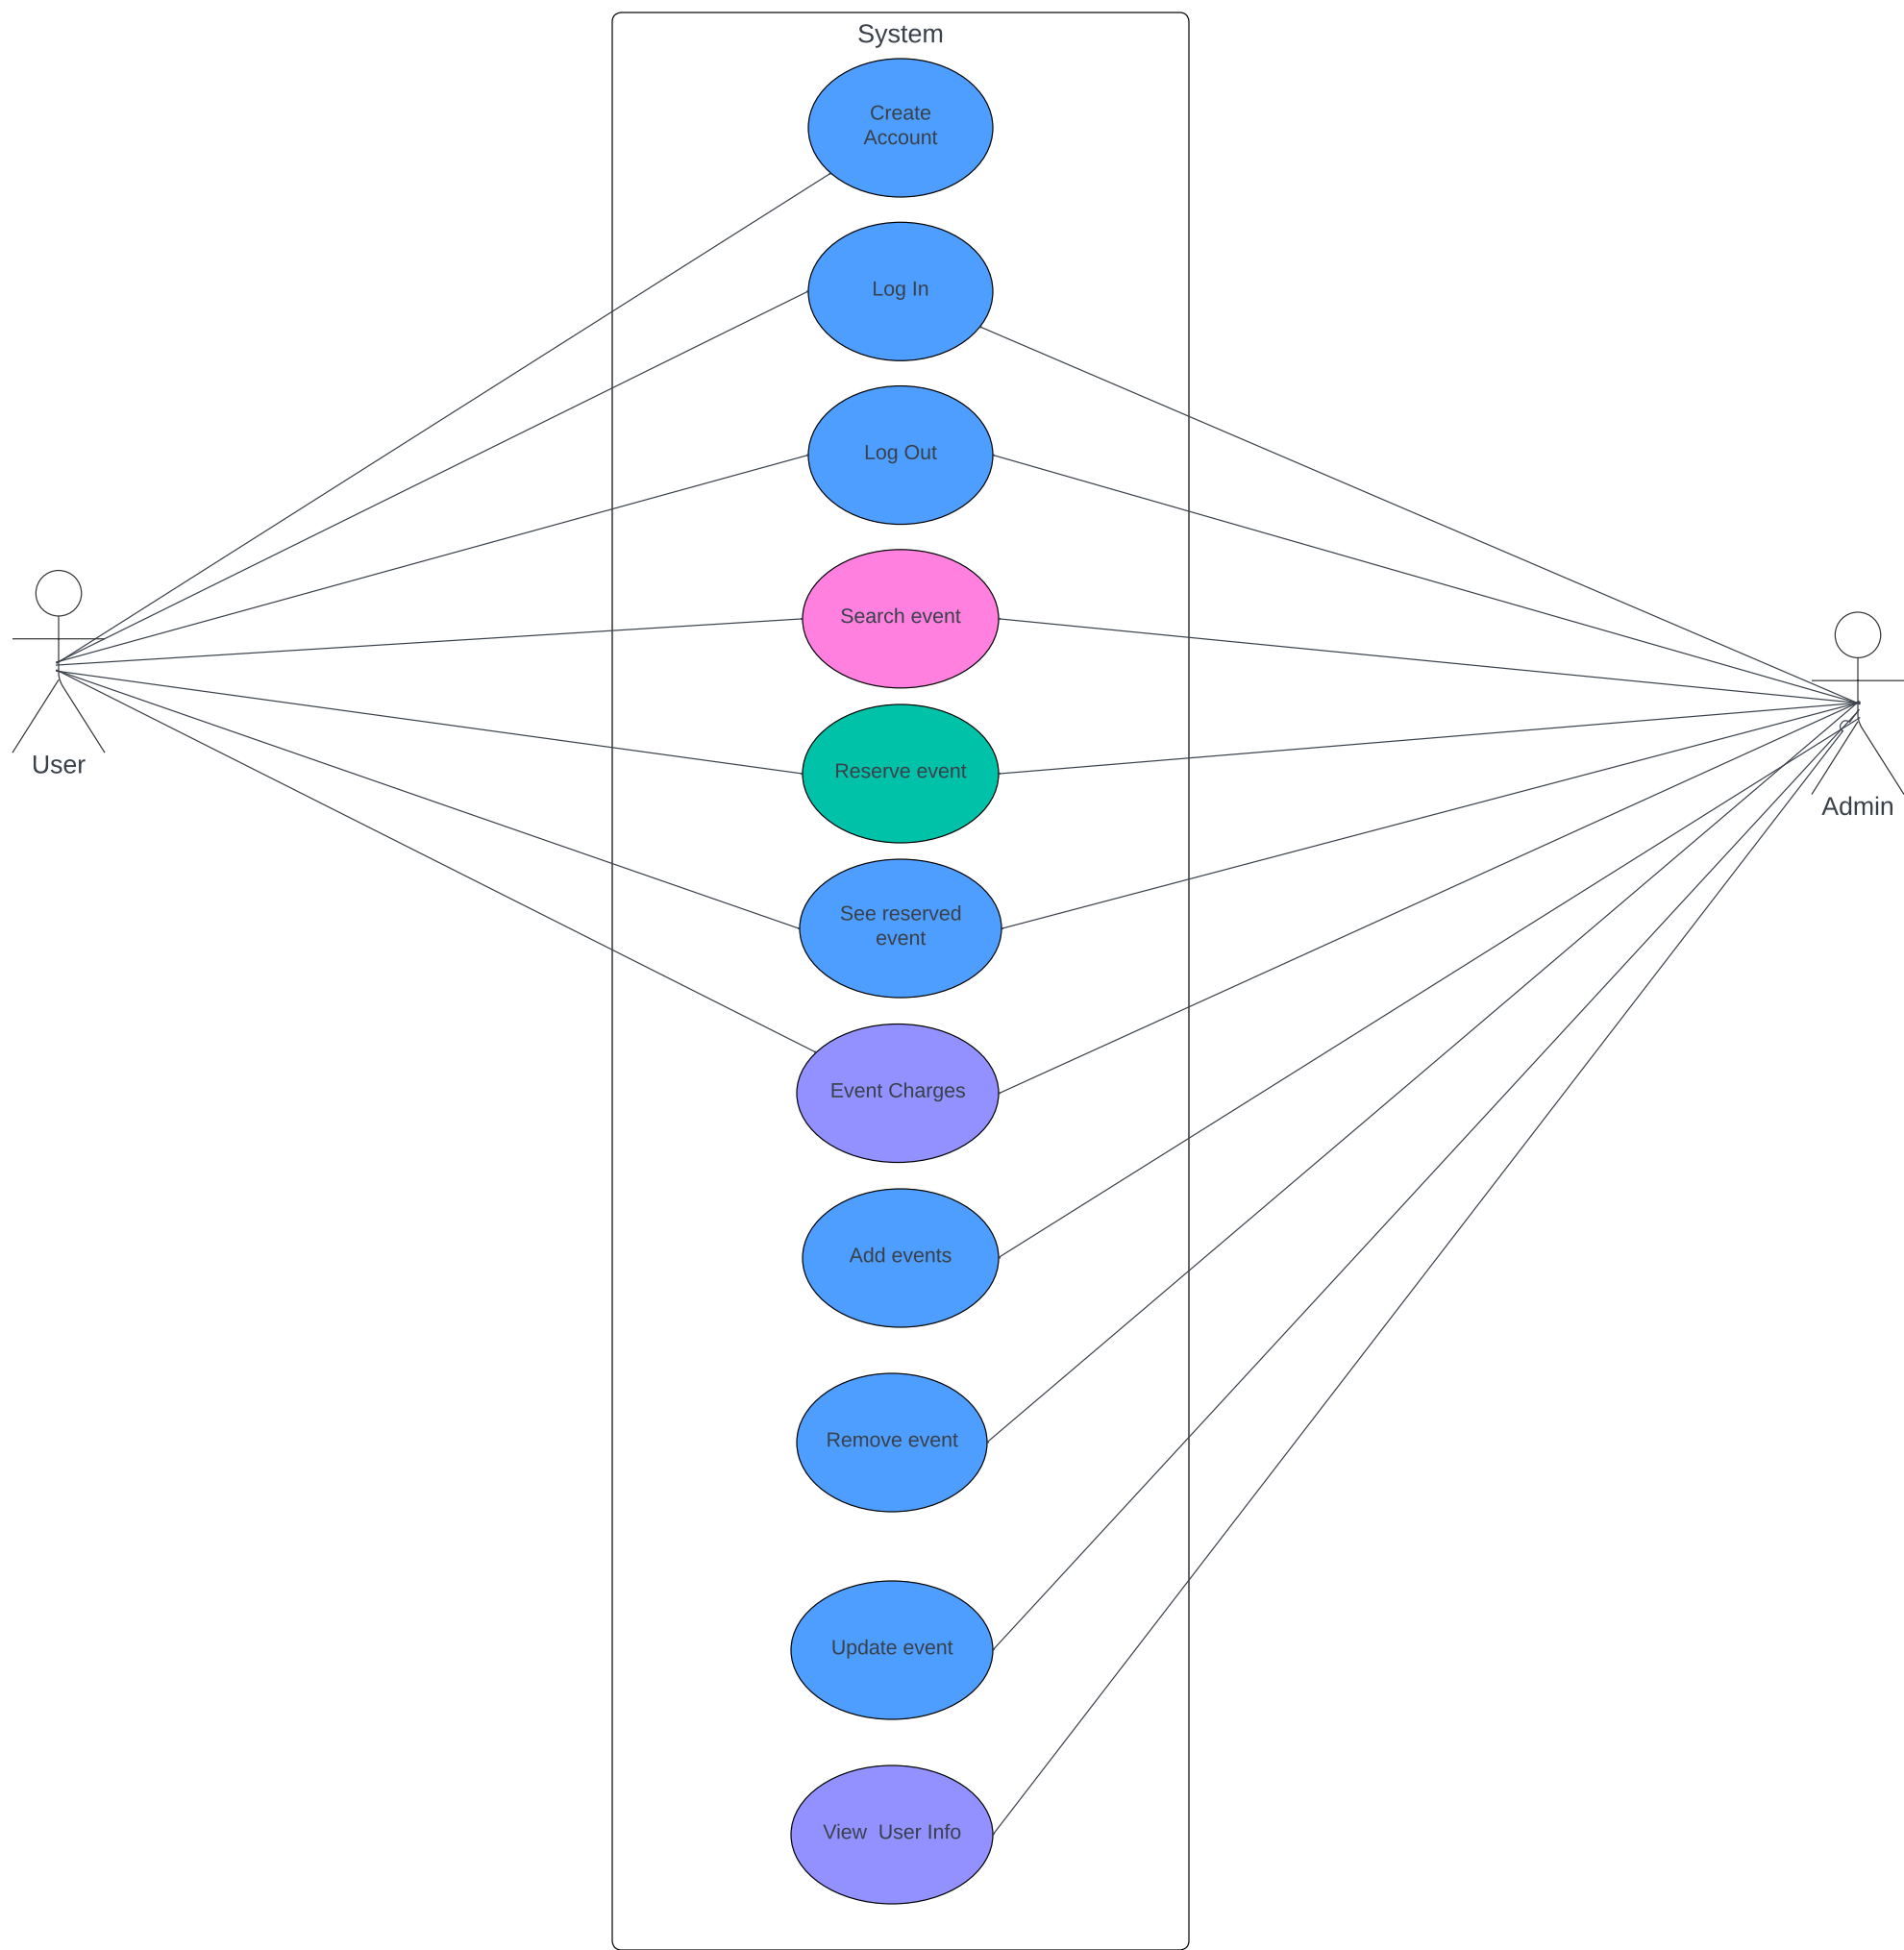 System
Create
Account
Log In
Log Out
Search event
User
Reserve event
Admin
See reserved
event
Event Charges
Add events
Remove event
Update event
View  User Info